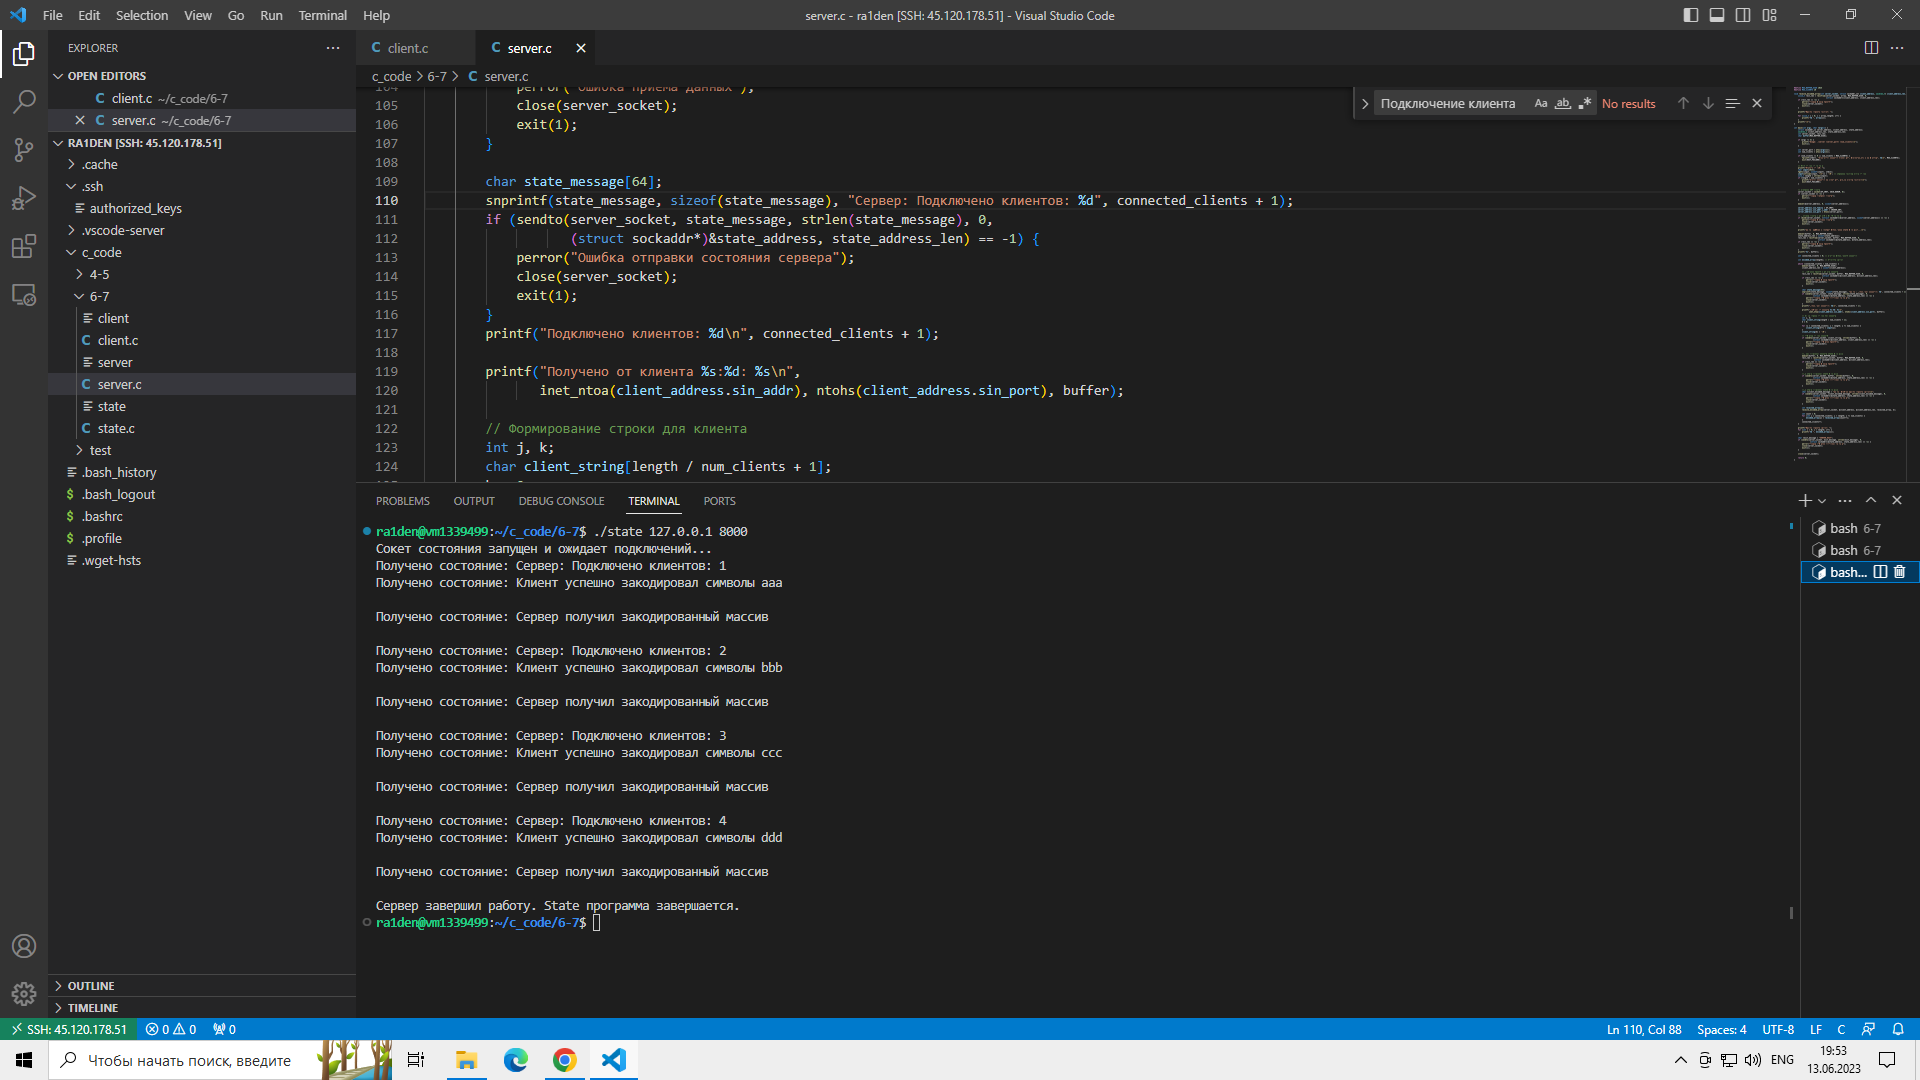 File Edit Selection View Go Run Terminal Help
server.c - ra1den [SSH: 45.120.178.51] - Visual Studio Code
EXPLORER
OPEN EDITORS
C client.c ~/c_code/6-7
C server.c ~/c_code/6-7
RA1DEN [SSH: 45.120.178.51]
.cache
.ssh
authorized_keys
.vscode-server
c_code
4-5
6-7
client
C client.c
server
C server.c
state
C state.c
test
.bash_history
$ .bash_logout
$ .bashrc
$ .profile
.wget-hsts
OUTLINE
TIMELINE
C client.c
C server.c
c_code > 6-7 > C server.c
Подключение клиента Aa ab No results
104 perror("Ошибка приема данных");
105 close(server_socket);
106 exit(1);
107 }
108
109 char state_message[64];
110 snprintf(state_message, sizeof(state_message), "Сервер: Подключено клиентов: %d", connected_clients + 1);
111 if (sendto(server_socket, state_message, strlen(state_message), 0,
112 (struct sockaddr*)&state_address, state_address_len) == -1) {
113 perror("Ошибка отправки состояния сервера");
114 close(server_socket);
115 exit(1);
116 }
117 printf("Подключено клиентов: %d\n", connected_clients + 1);
118
119 printf("Получено от клиента %s:%d: %s\n",
120 inet_ntoa(client_address.sin_addr), ntohs(client_address.sin_port), buffer);
121
122 // Формирование строки для клиента
123 int j, k;
124 char client_string[length / num_clients + 1];
PROBLEMS OUTPUT DEBUG CONSOLE TERMINAL PORTS
ra1den@vm1339499:~/c_code/6-7$ ./state 127.0.0.1 8000
Сокет состояния запущен и ожидает подключений...
Получено состояние: Сервер: Подключено клиентов: 1
Получено состояние: Клиент успешно закодировал символы aaa
Получено состояние: Сервер получил закодированный массив
Получено состояние: Сервер: Подключено клиентов: 2
Получено состояние: Клиент успешно закодировал символы bbb
Получено состояние: Сервер получил закодированный массив
Получено состояние: Сервер: Подключено клиентов: 3
Получено состояние: Клиент успешно закодировал символы ccc
Получено состояние: Сервер получил закодированный массив
Получено состояние: Сервер: Подключено клиентов: 4
Получено состояние: Клиент успешно закодировал символы ddd
Получено состояние: Сервер получил закодированный массив
Сервер завершил работу. State программа завершается.
ra1den@vm1339499:~/c_code/6-7$
bash 6-7
bash 6-7
bash...
SSH: 45.120.178.51 0 0 0
Ln 110, Col 88 Spaces: 4 UTF-8 LF C
Чтобы начать поиск, введите
ENG
19:53
13.06.2023